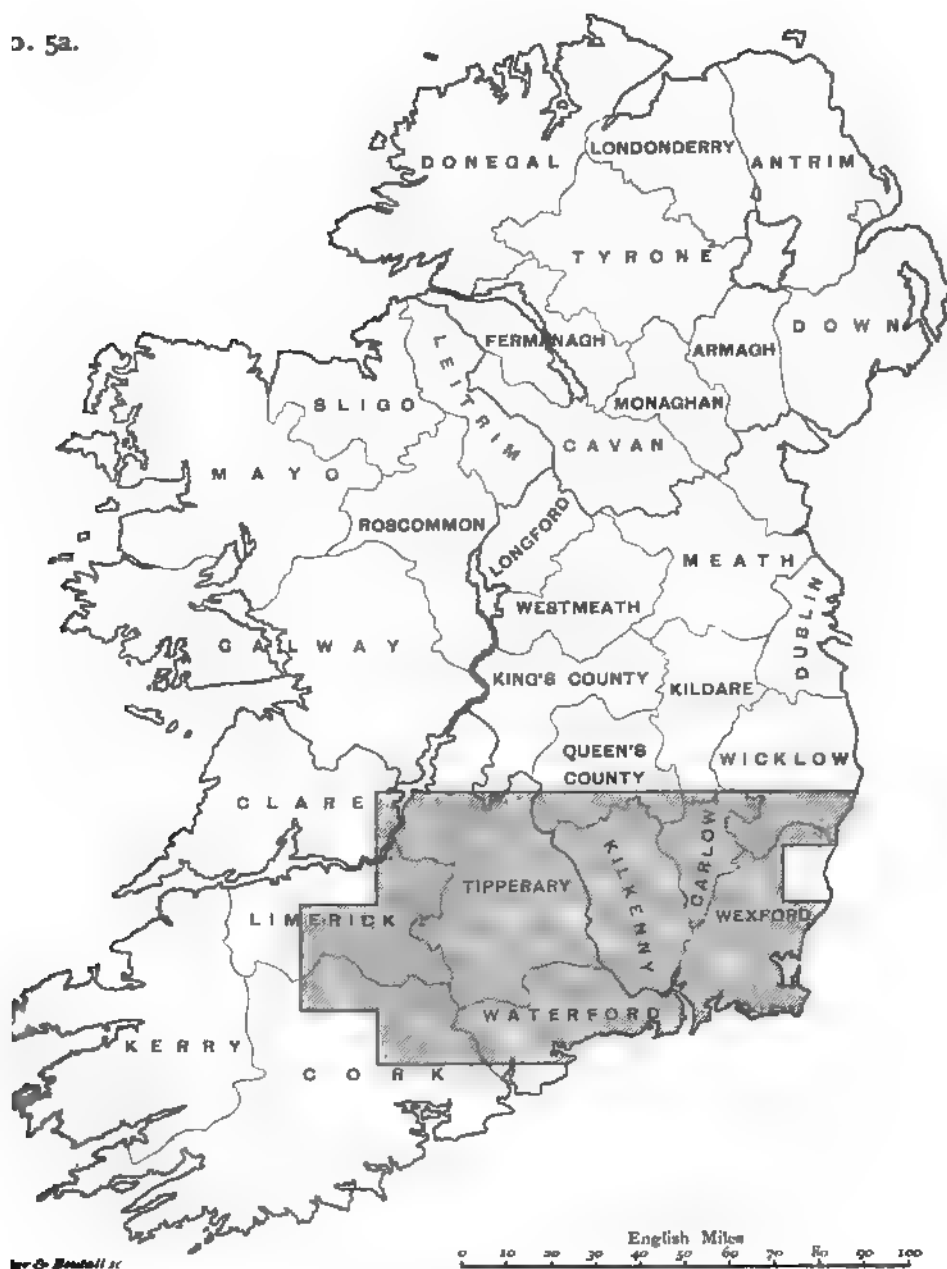 o. 5a.
DONEGAL
LONDONDERRY
ANTRIM
TYRONE
FERMANAGH
ARMAGH
DOWN
LEITRIM
MONAGHAN
SLIGO
CAVAN
MAYO
ROSCOMMON
LONGFORD
MEATH
WESTMEATH
DUBLIN
GALWAY
KING'S COUNTY
KILDARE
QUEEN'S
COUNTY
WICKLOW
CLARE
CARLOW
KILKENNY
TIPPERARY
LIMERICK
WEXFORD
WATERFORD
KERRY
CORK
English Miles
0 10 20 30 40 50 60 70 80 90 100
& Boutall sc